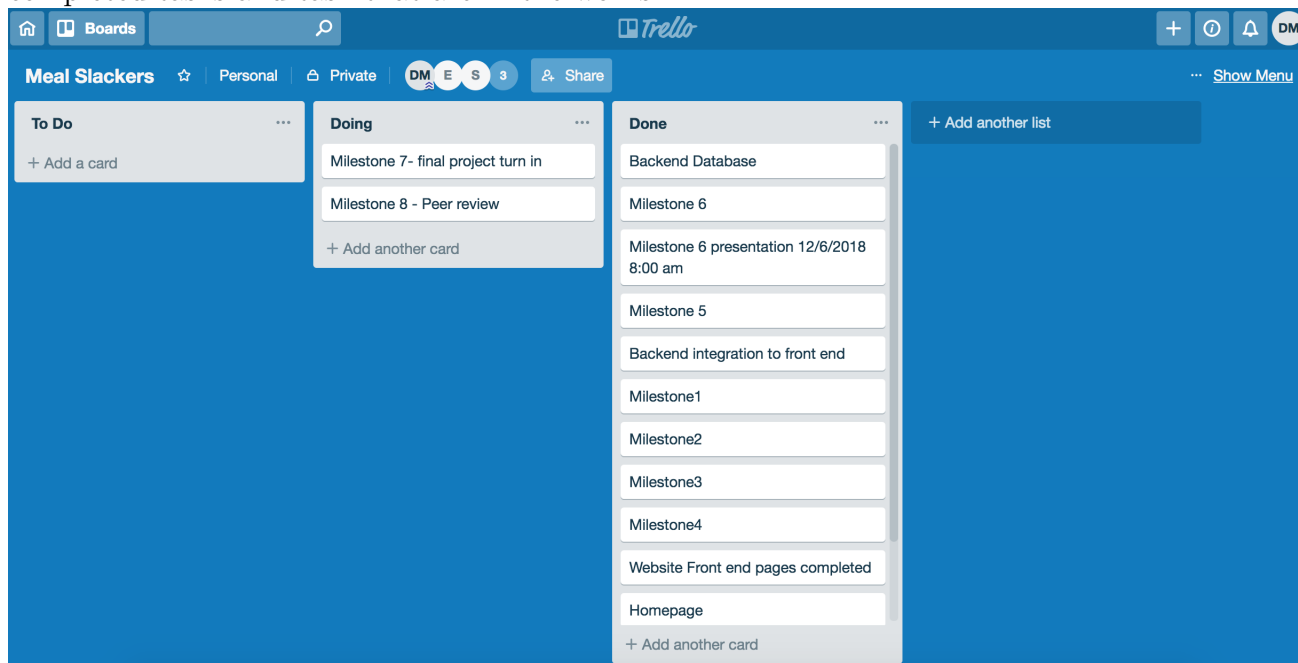 Boards
Trello
DM
Meal Slackers
Personal
Private
DM E S 3
Share
... Show Menu
To Do
...
+ Add a card
Doing
...
Milestone 7- final project turn in
Milestone 8 - Peer review
+ Add another card
Done
...
Backend Database
Milestone 6
Milestone 6 presentation 12/6/2018
8:00 am
Milestone 5
Backend integration to front end
Milestone1
Milestone2
Milestone3
Milestone4
Website Front end pages completed
Homepage
+ Add another card
+ Add another list